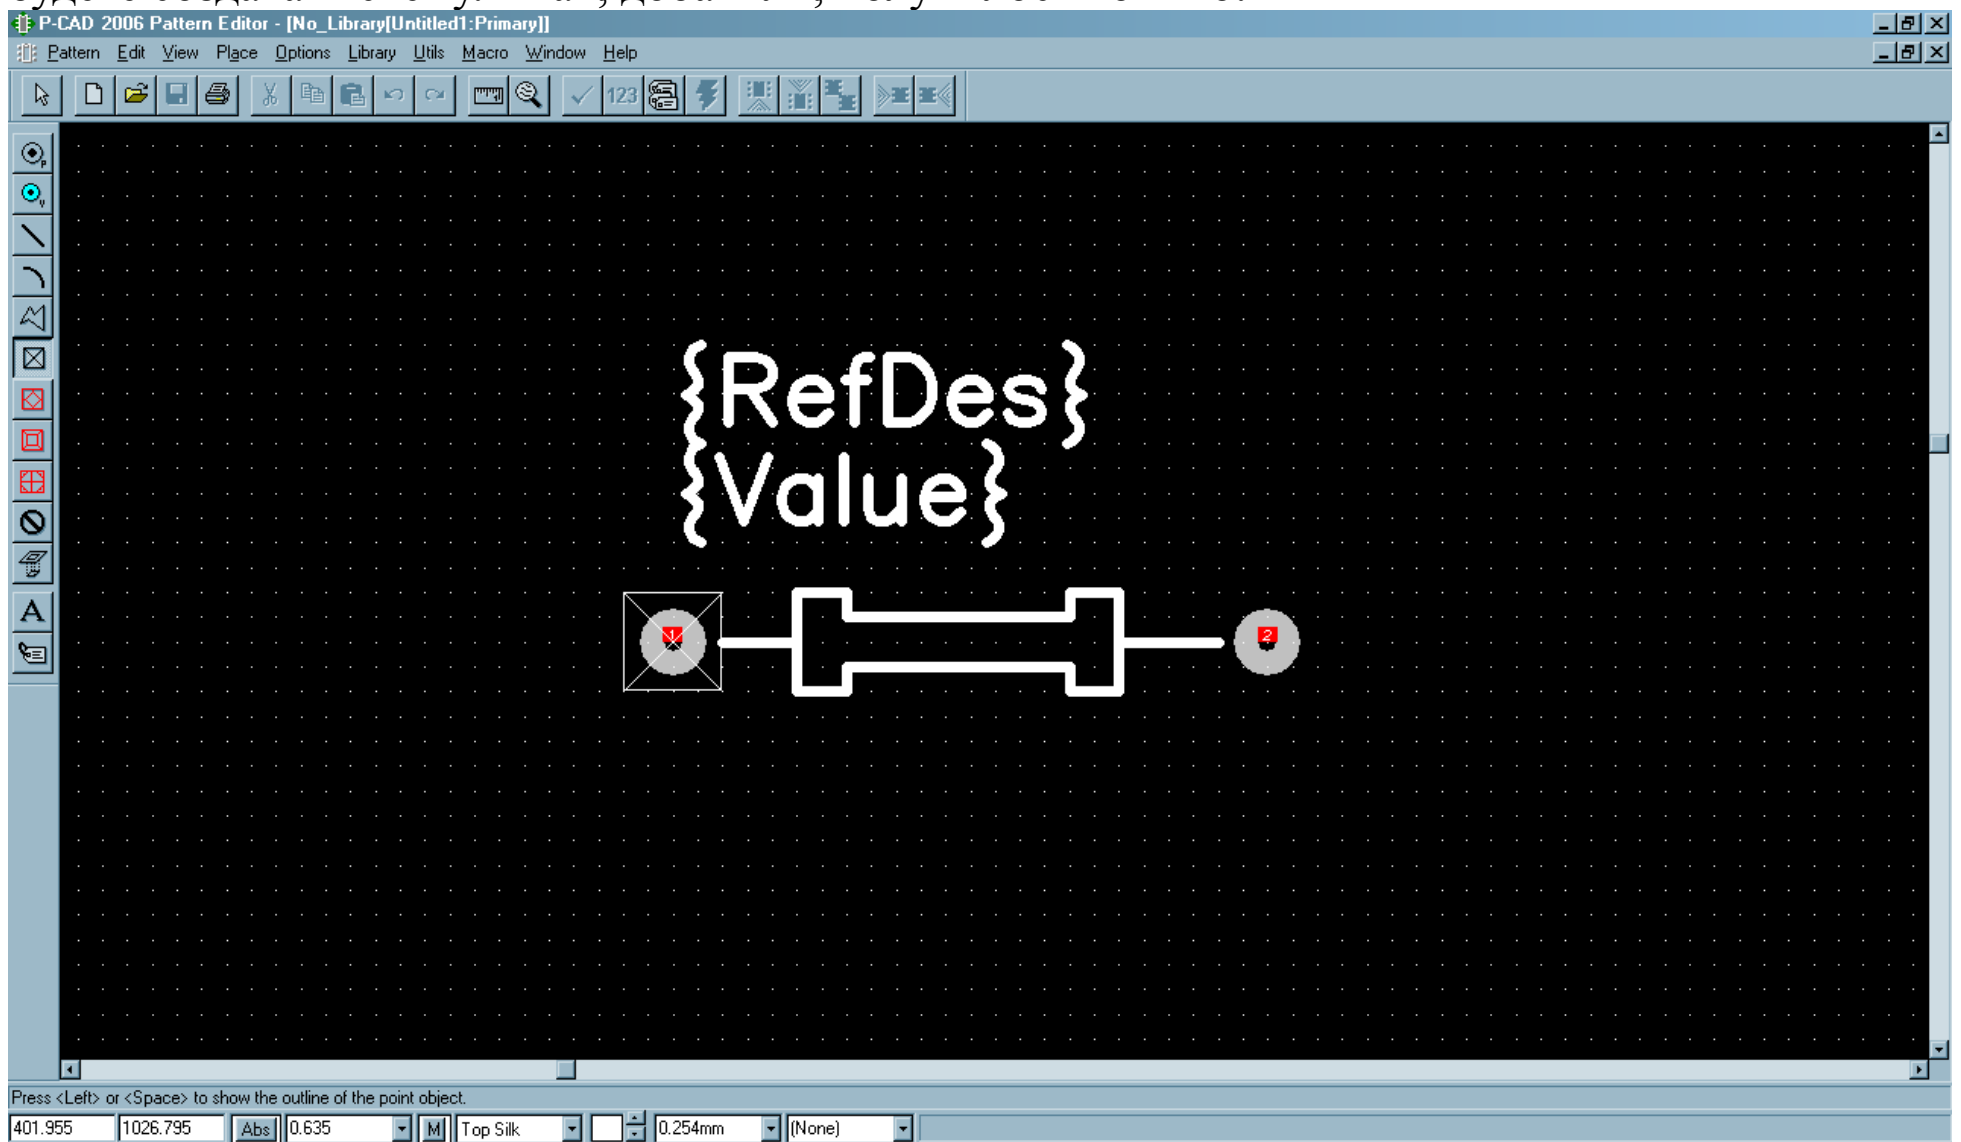 P-CAD 2006 Pattern Editor - [No_Library[Untitled1:Primary]]
Pattern Edit View Place Options Library Utils Macro Window Help
123
{RefDes}
{Value}
1
2
A
Press <Left> or <Space> to show the outline of the point object.
401.955 1026.795 Abs 0.635 M Top Silk 0.254mm (None)